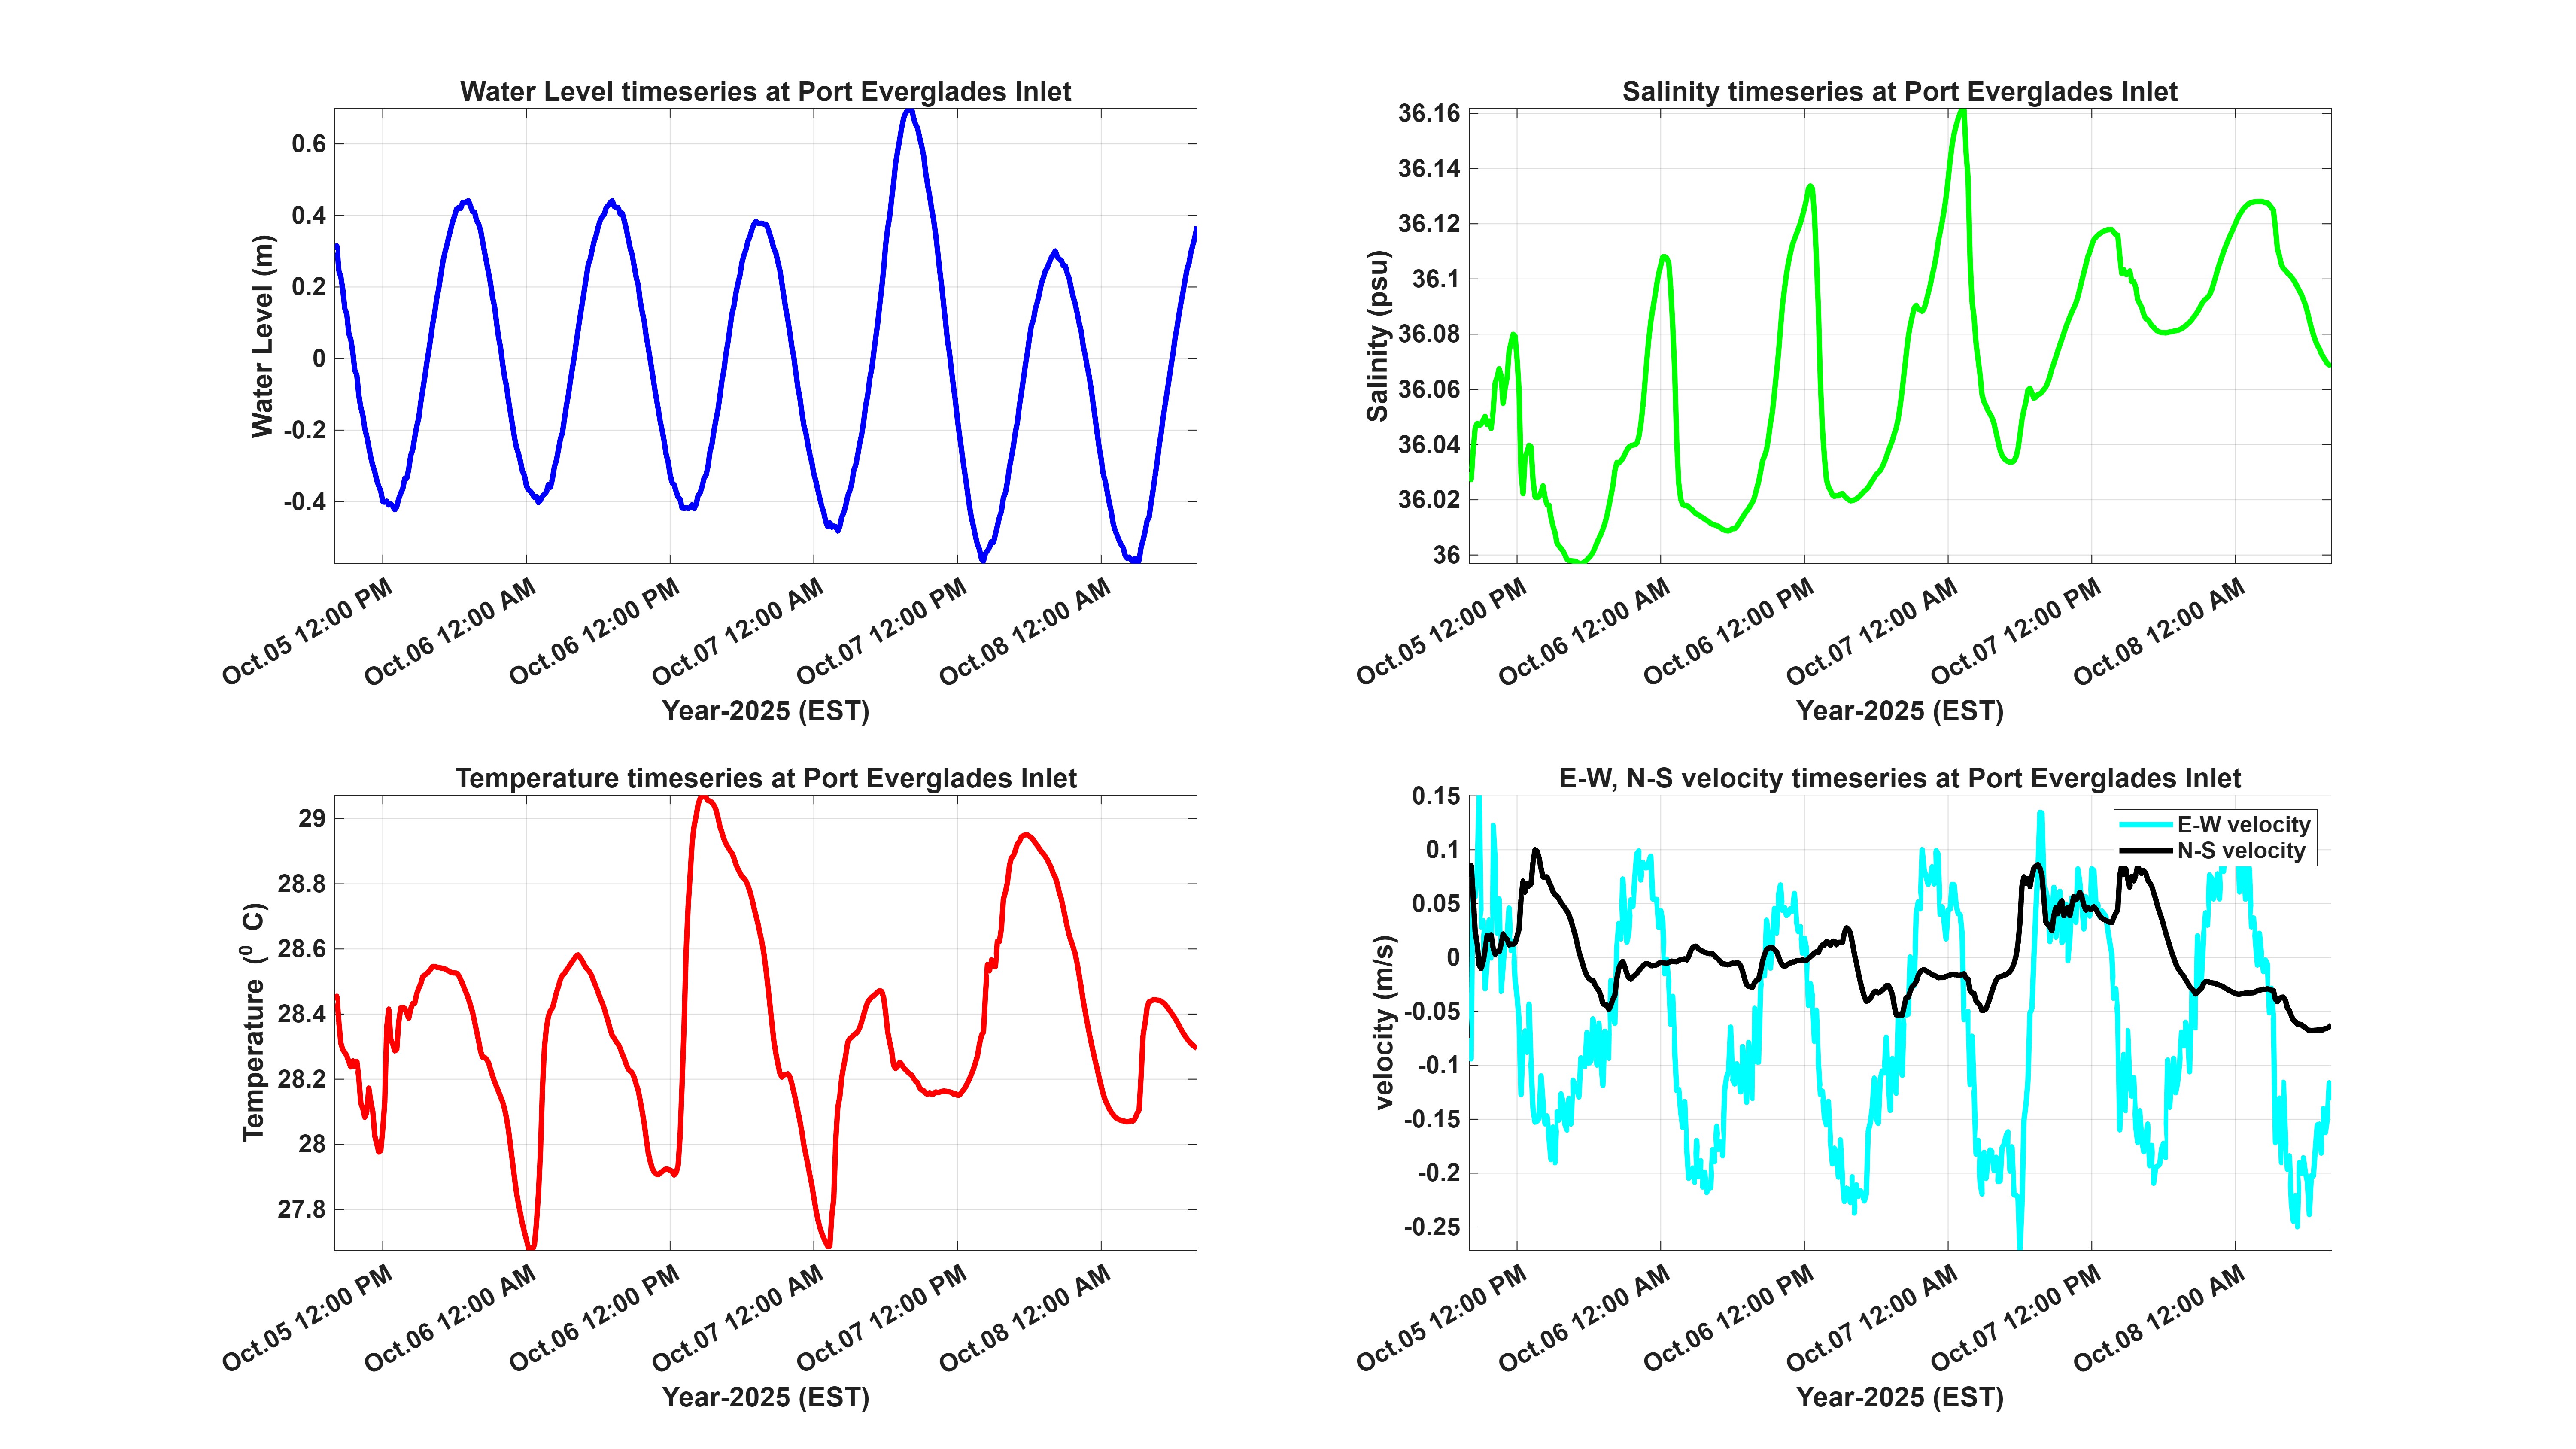 Water Level timeseries at Port Everglades Inlet
0.6
0.4
0.2
0
-0.2
-0.4
Water Level (m)
Oct.05 12:00 PM
Oct.06 12:00 AM
Oct.06 12:00 PM
Oct.07 12:00 AM
Oct.07 12:00 PM
Oct.08 12:00 AM
Year-2025 (EST)
Salinity timeseries at Port Everglades Inlet
36.16
36.14
36.12
36.1
36.08
36.06
36.04
36.02
36
Salinity (psu)
Oct.05 12:00 PM
Oct.06 12:00 AM
Oct.06 12:00 PM
Oct.07 12:00 AM
Oct.07 12:00 PM
Oct.08 12:00 AM
Year-2025 (EST)
Temperature timeseries at Port Everglades Inlet
29
28.8
28.6
28.4
28.2
28
27.8
Temperature (⁰ C)
Oct.05 12:00 PM
Oct.06 12:00 AM
Oct.06 12:00 PM
Oct.07 12:00 AM
Oct.07 12:00 PM
Oct.08 12:00 AM
Year-2025 (EST)
E-W, N-S velocity timeseries at Port Everglades Inlet
0.15
0.1
0.05
0
-0.05
-0.1
-0.15
-0.2
-0.25
velocity (m/s)
E-W velocity
N-S velocity
Oct.05 12:00 PM
Oct.06 12:00 AM
Oct.06 12:00 PM
Oct.07 12:00 AM
Oct.07 12:00 PM
Oct.08 12:00 AM
Year-2025 (EST)